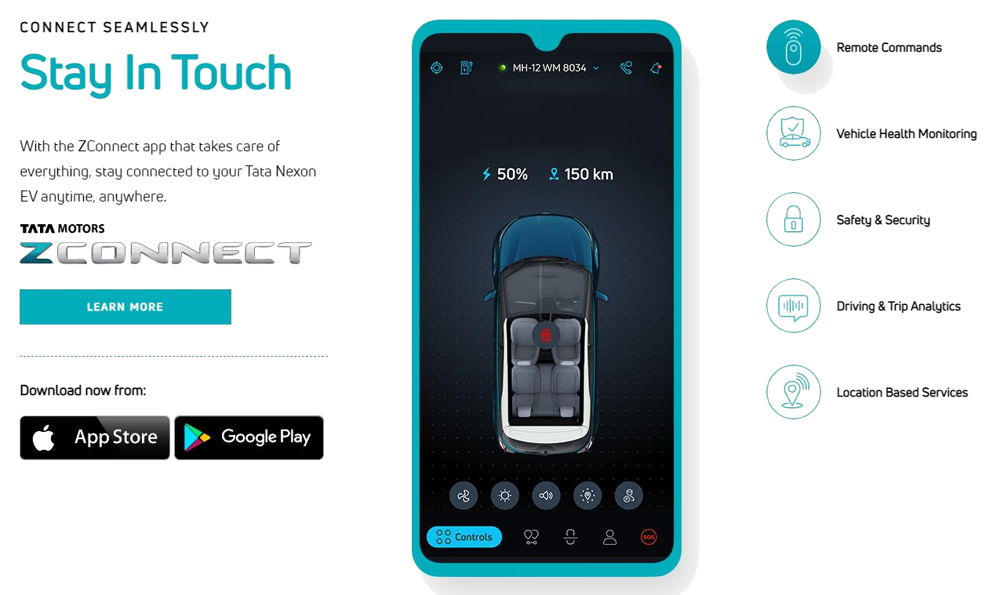 CONNECT SEAMLESSLY
Stay In Touch
With the ZConnect app that takes care of
everything, stay connected to your Tata Nexon
EV anytime, anywhere.
TATA MOTORS
ZCONNECT
LEARN MORE
Download now from:
App Store
Google Play
MH-12 WM 8034
50% 150 km
Controls
SOS
Remote Commands
Vehicle Health Monitoring
Safety & Security
Driving & Trip Analytics
Location Based Services